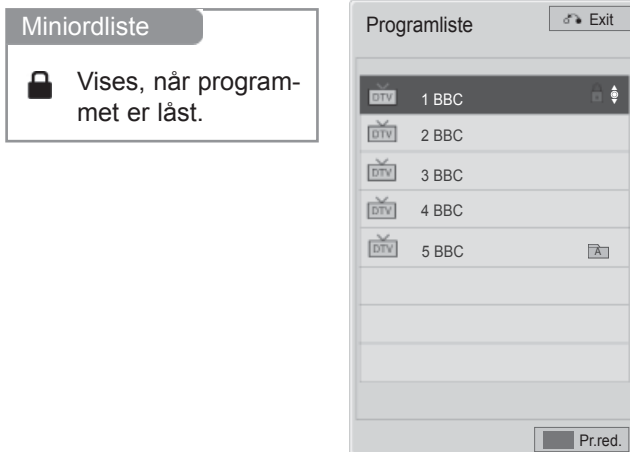 Miniordliste
Vises, når program-
met er låst.
Programliste
Exit
DTV 1 BBC
DTV 2 BBC
DTV 3 BBC
DTV 4 BBC
DTV 5 BBC A
Pr.red.